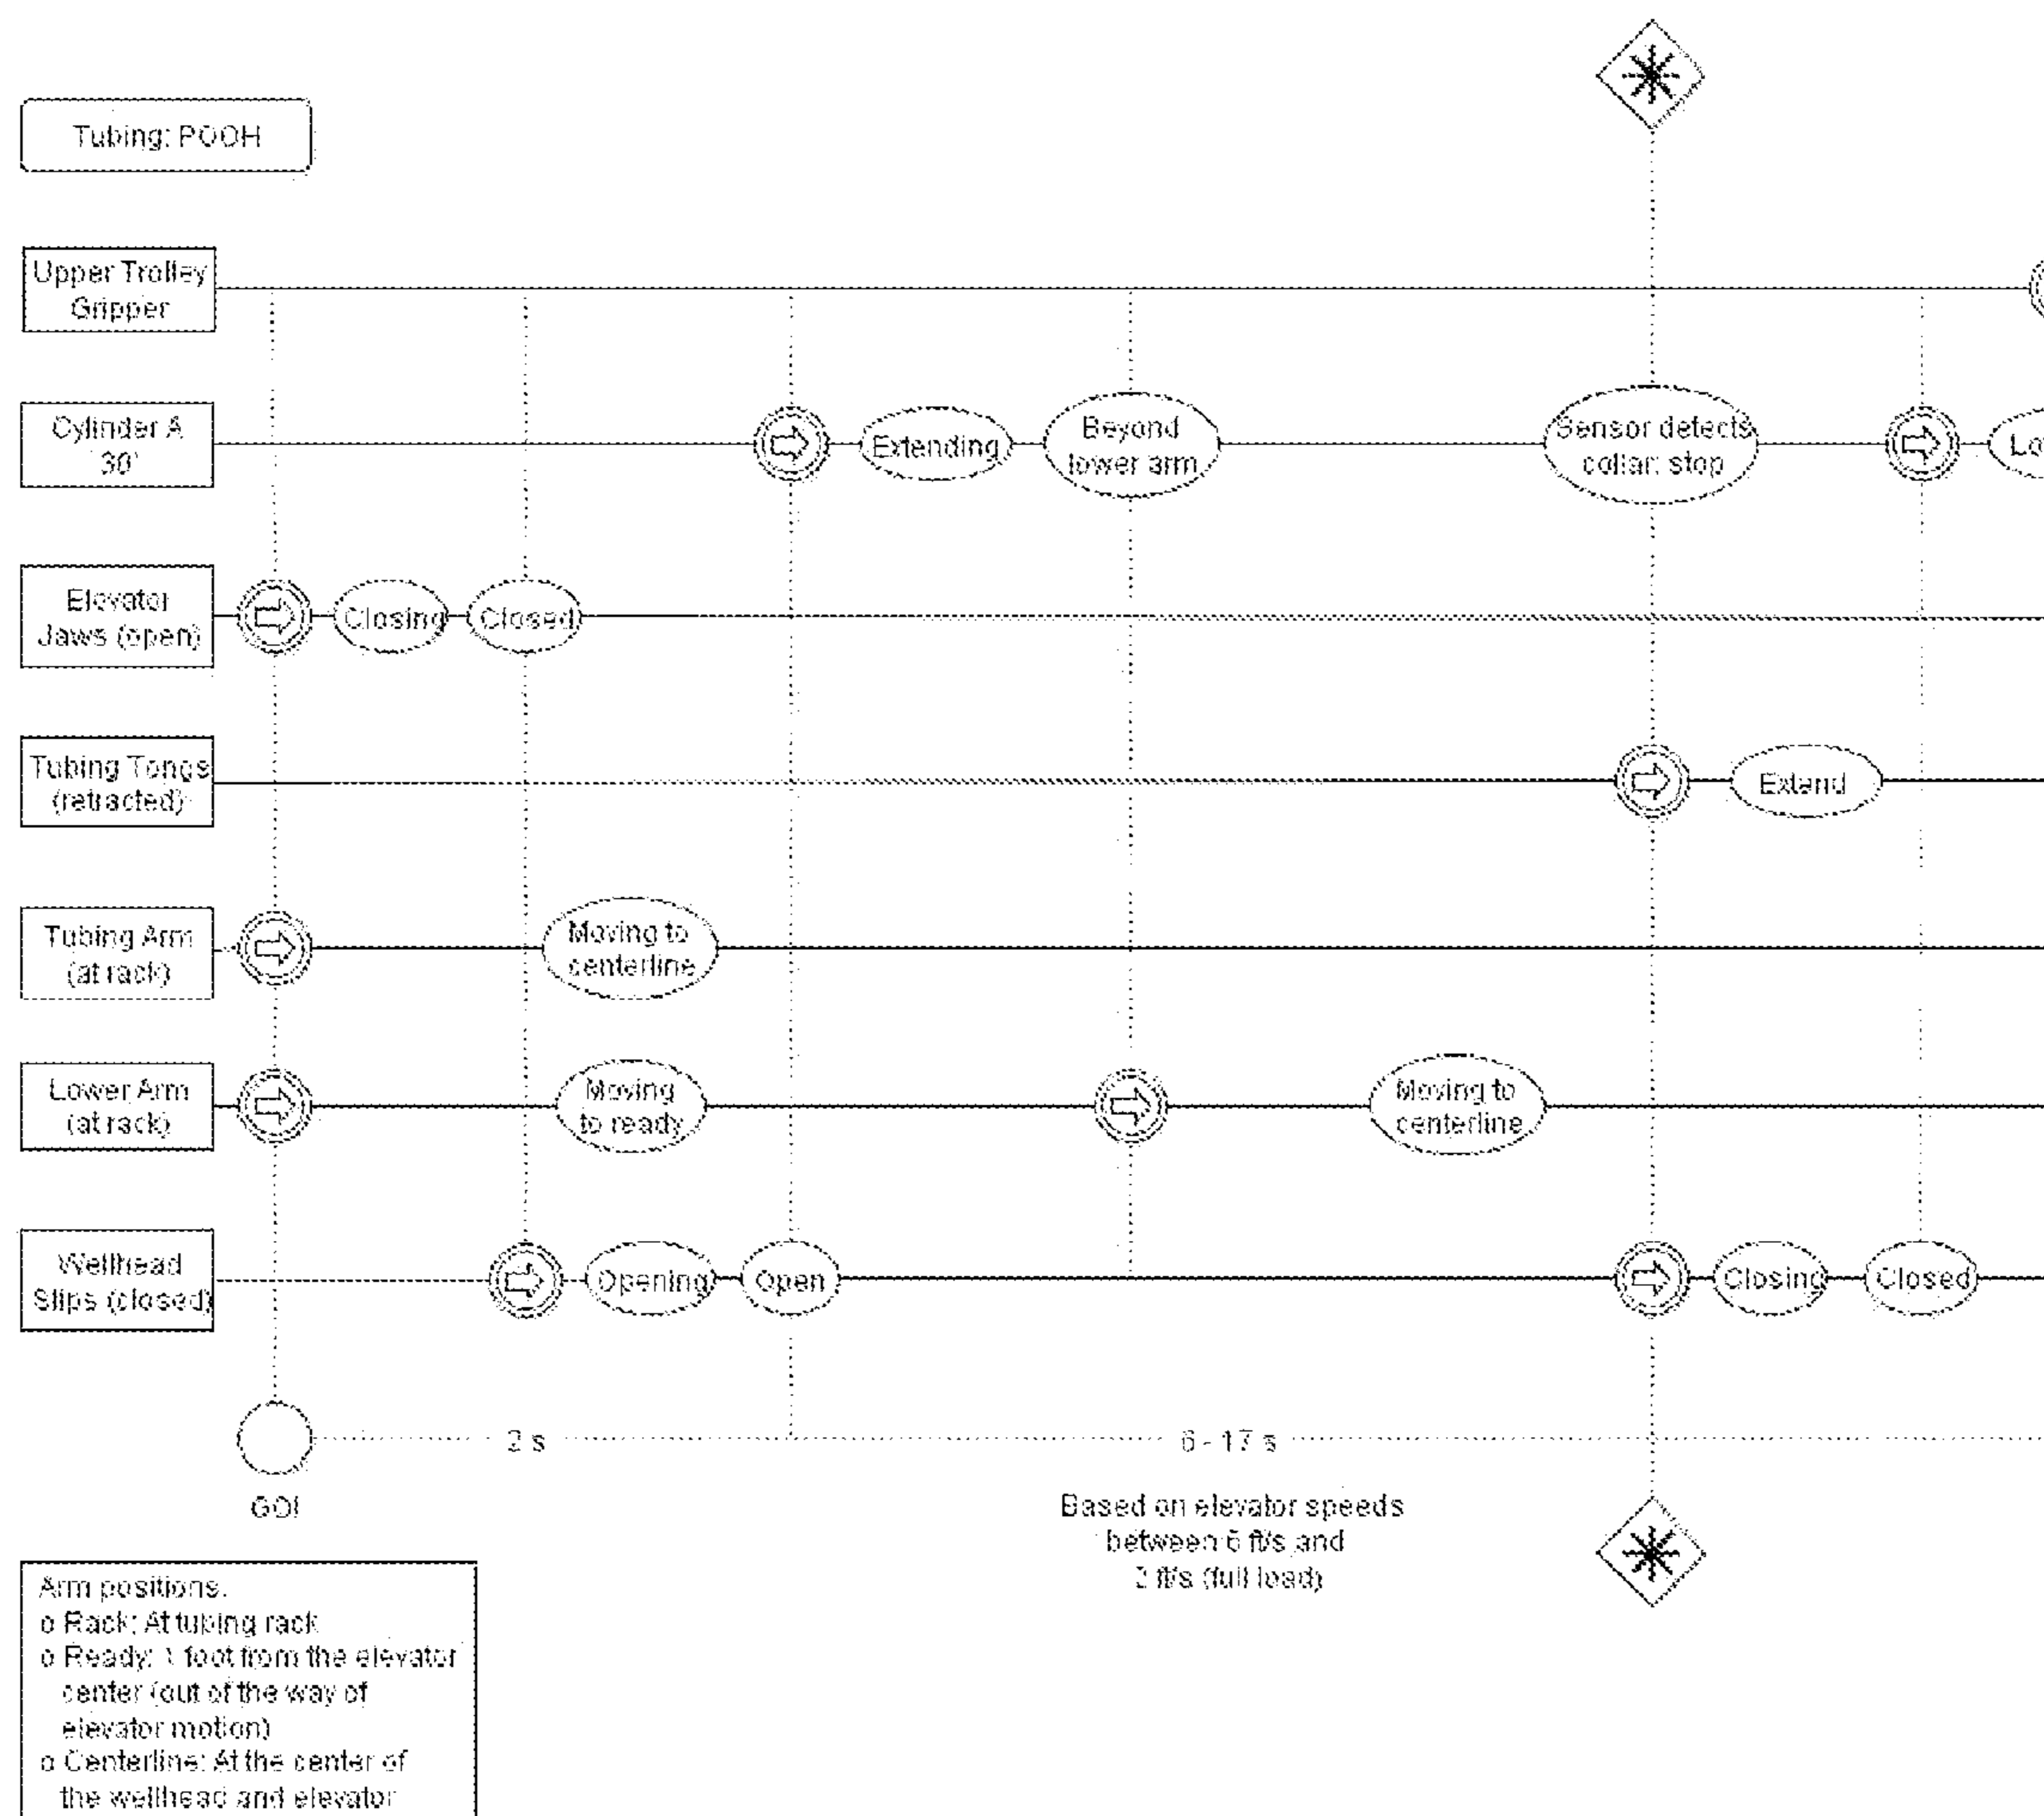 Tubing: POOH
Upper Trolley
Gripper
Cylinder A
30'
Extending
Beyond
lower arm
Sensor detects
collar: stop
Lo
Elevator
Jaws (open)
Closing
Closed
Tubing Tongs
(retracted)
Extend
Tubing Arm
(at rack)
Moving to
centerline
Lower Arm
(at rack)
Moving
to ready
Moving to
centerline
Wellhead
Slips (closed)
Opening
Open
Closing
Closed
2 s
6 - 17 s
GO!
Based on elevator speeds
between 6 ft/s and
2 ft/s (full load)
Arm positions:
o Rack: At tubing rack
o Ready: 1 foot from the elevator
center (out of the way of
elevator motion)
o Centerline: At the center of
the wellhead and elevator